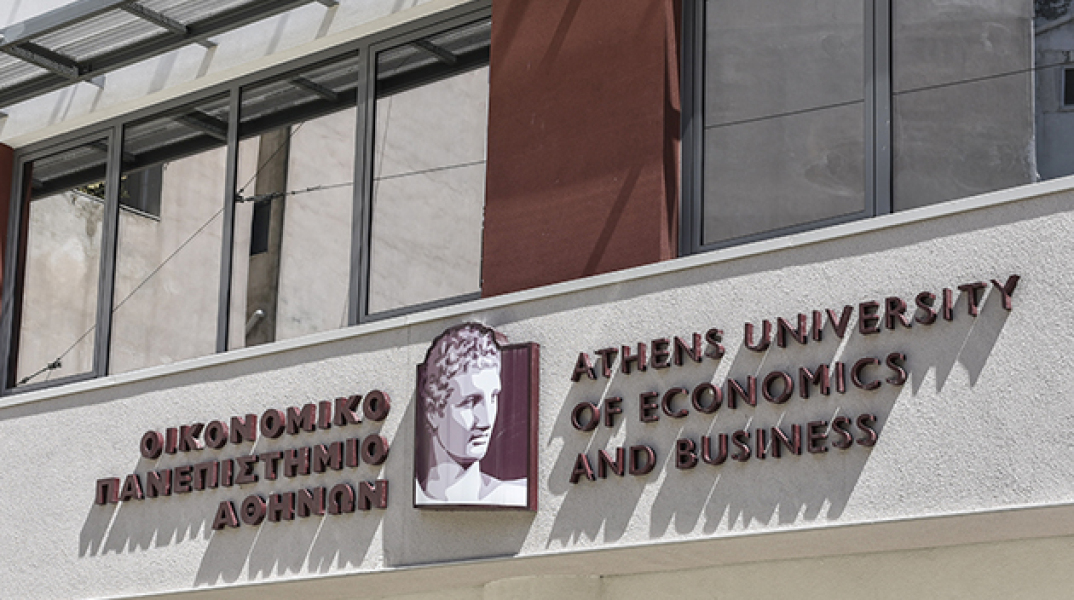 ΟΙΚΟΝΟΜΙΚΟ
ΠΑΝΕΠΙΣΤΗΜΙΟ
ΑΘΗΝΩΝ
ATHENS UNIVERSITY
OF ECONOMICS
AND BUSINESS